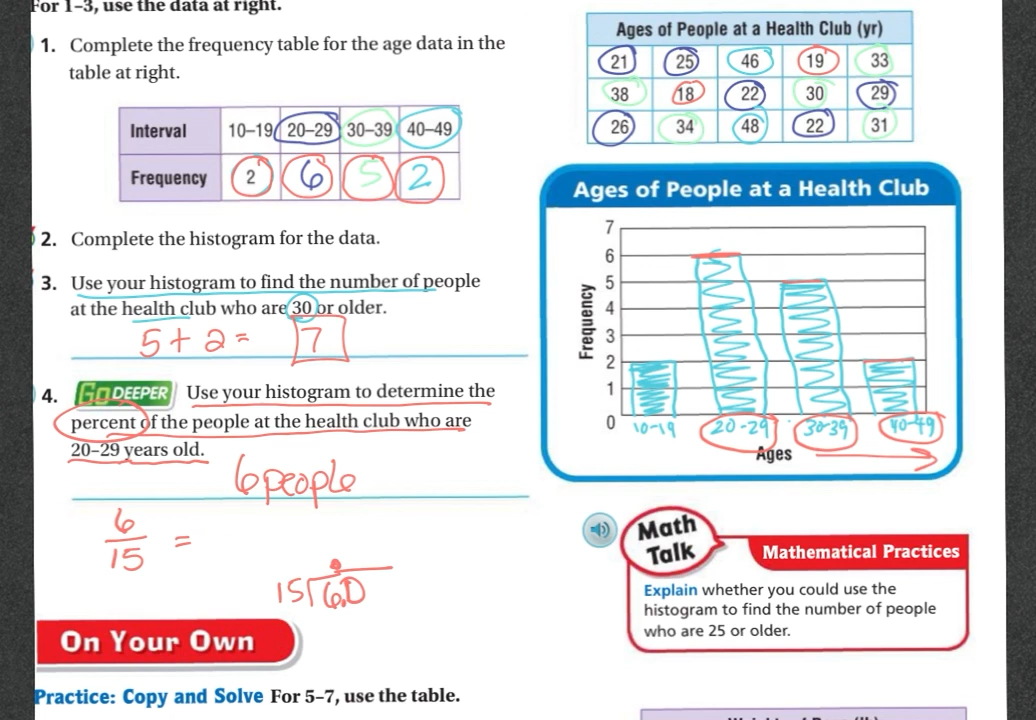 For 1–3, use the data at right.
1. Complete the frequency table for the age data in the
table at right.
Interval 10–19 20–29 30–39 40–49
Frequency 2 6 5 2
2. Complete the histogram for the data.
3. Use your histogram to find the number of people
at the health club who are 30 or older.
5 + 2 = 7
4. Go DEEPER Use your histogram to determine the
percent of the people at the health club who are
20–29 years old.
6 people
6
15 =
15 6.0
On Your Own
Practice: Copy and Solve For 5–7, use the table.
Ages of People at a Health Club (yr)
21 25 46 19 33
38 18 22 30 29
26 34 48 22 31
Ages of People at a Health Club
Frequency
7
6
5
4
3
2
1
0
10-19 20-29 30-39 40-49
Ages
Math
Talk
Mathematical Practices
Explain whether you could use the
histogram to find the number of people
who are 25 or older.